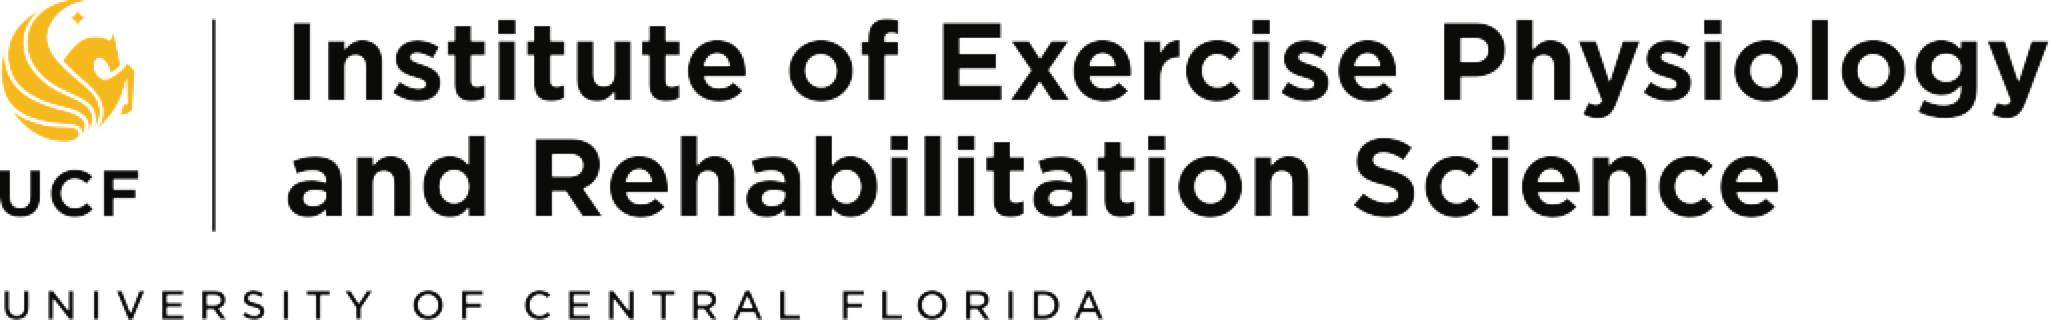 Institute of Exercise Physiology
and Rehabilitation Science
UCF
UNIVERSITY OF CENTRAL FLORIDA